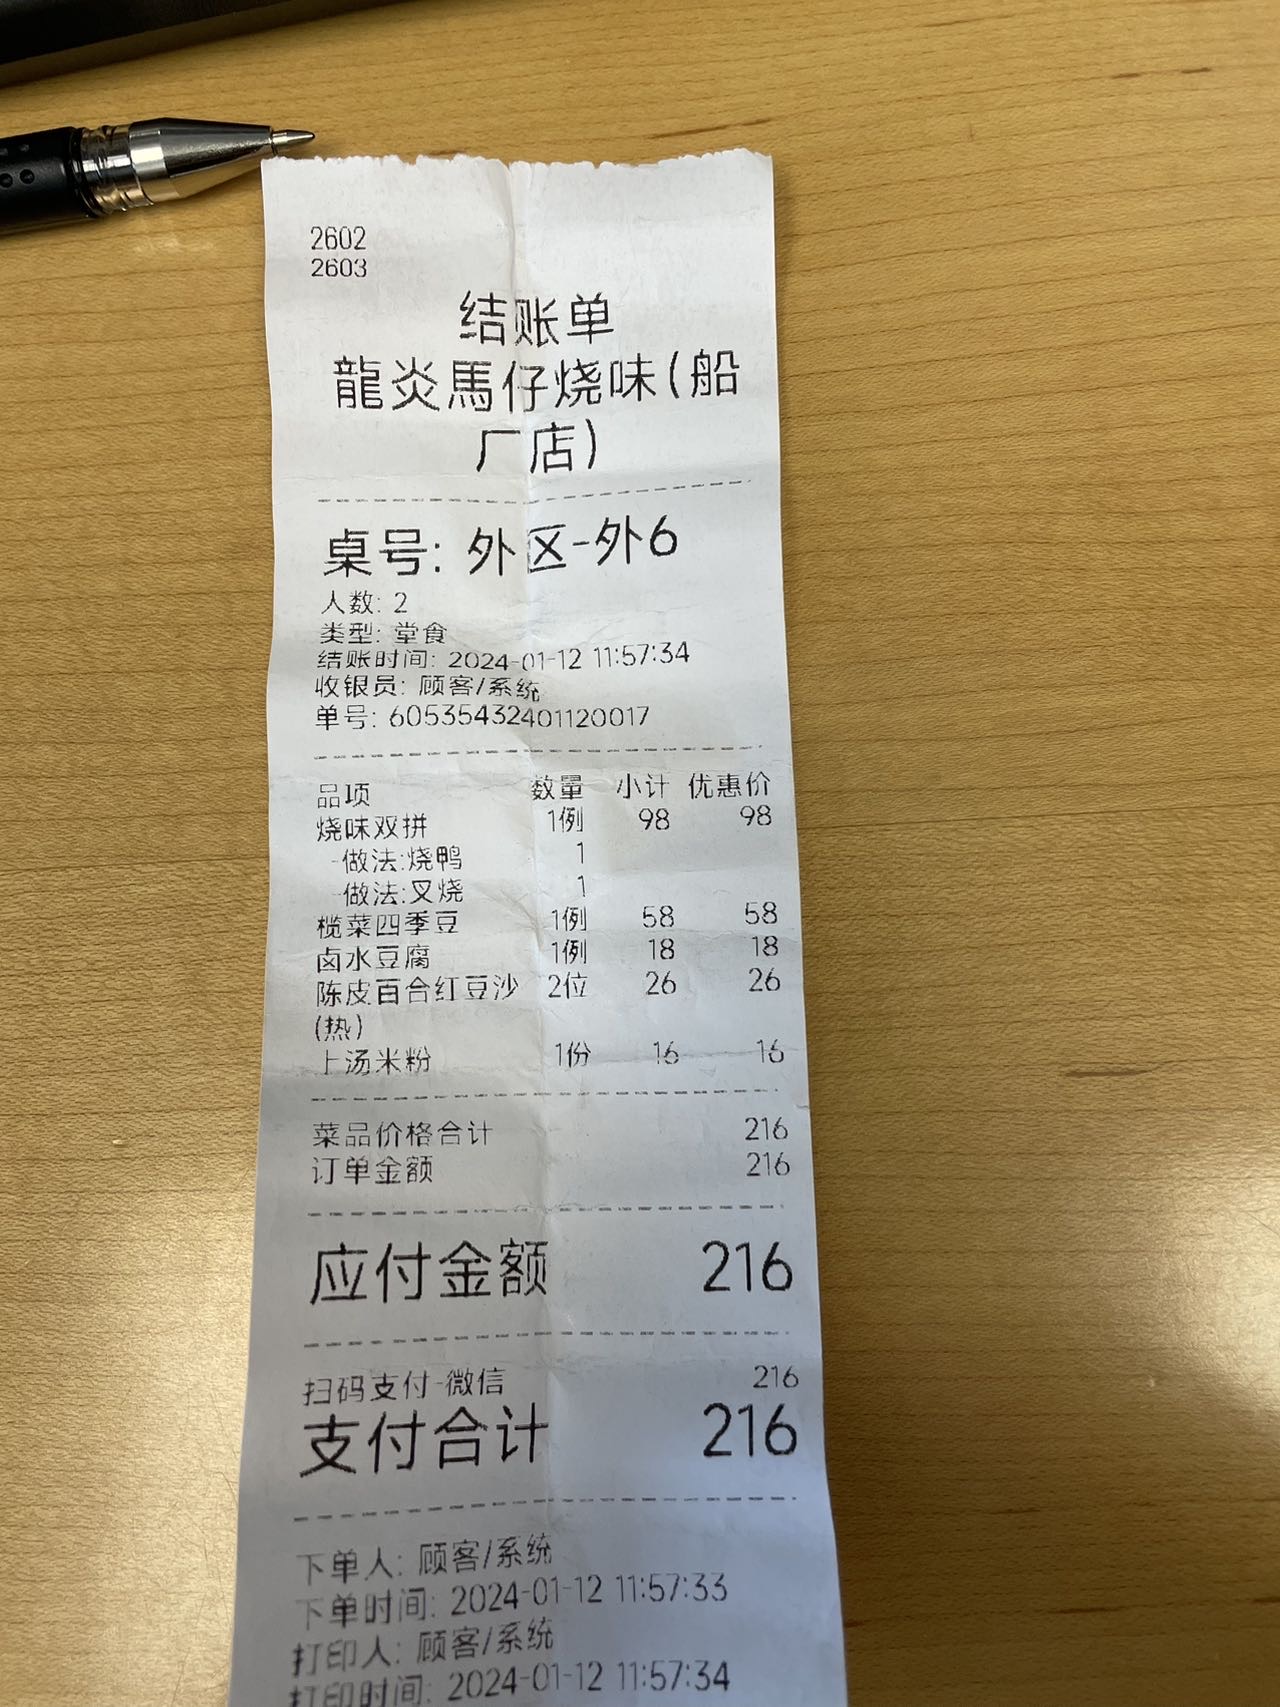 2602
2603
结账单
龍炎馬仔烧味(船
厂店)
桌号: 外区-外6
人数: 2
类型: 堂食
结账时间: 2024-01-12 11:57:34
收银员: 顾客/系统
单号: 60535432401120017
品项 数量 小计 优惠价
烧味双拼 1例 98 98
-做法:烧鸭 1
-做法:叉烧 1
榄菜四季豆 1例 58 58
卤水豆腐 1例 18 18
陈皮百合红豆沙 2位 26 26
(热)
上汤米粉 1份 16 16
菜品价格合计 216
订单金额 216
应付金额 216
扫码支付-微信 216
支付合计 216
下单人: 顾客/系统
下单时间: 2024-01-12 11:57:33
打印人: 顾客/系统
打印时间: 2024-01-12 11:57:34